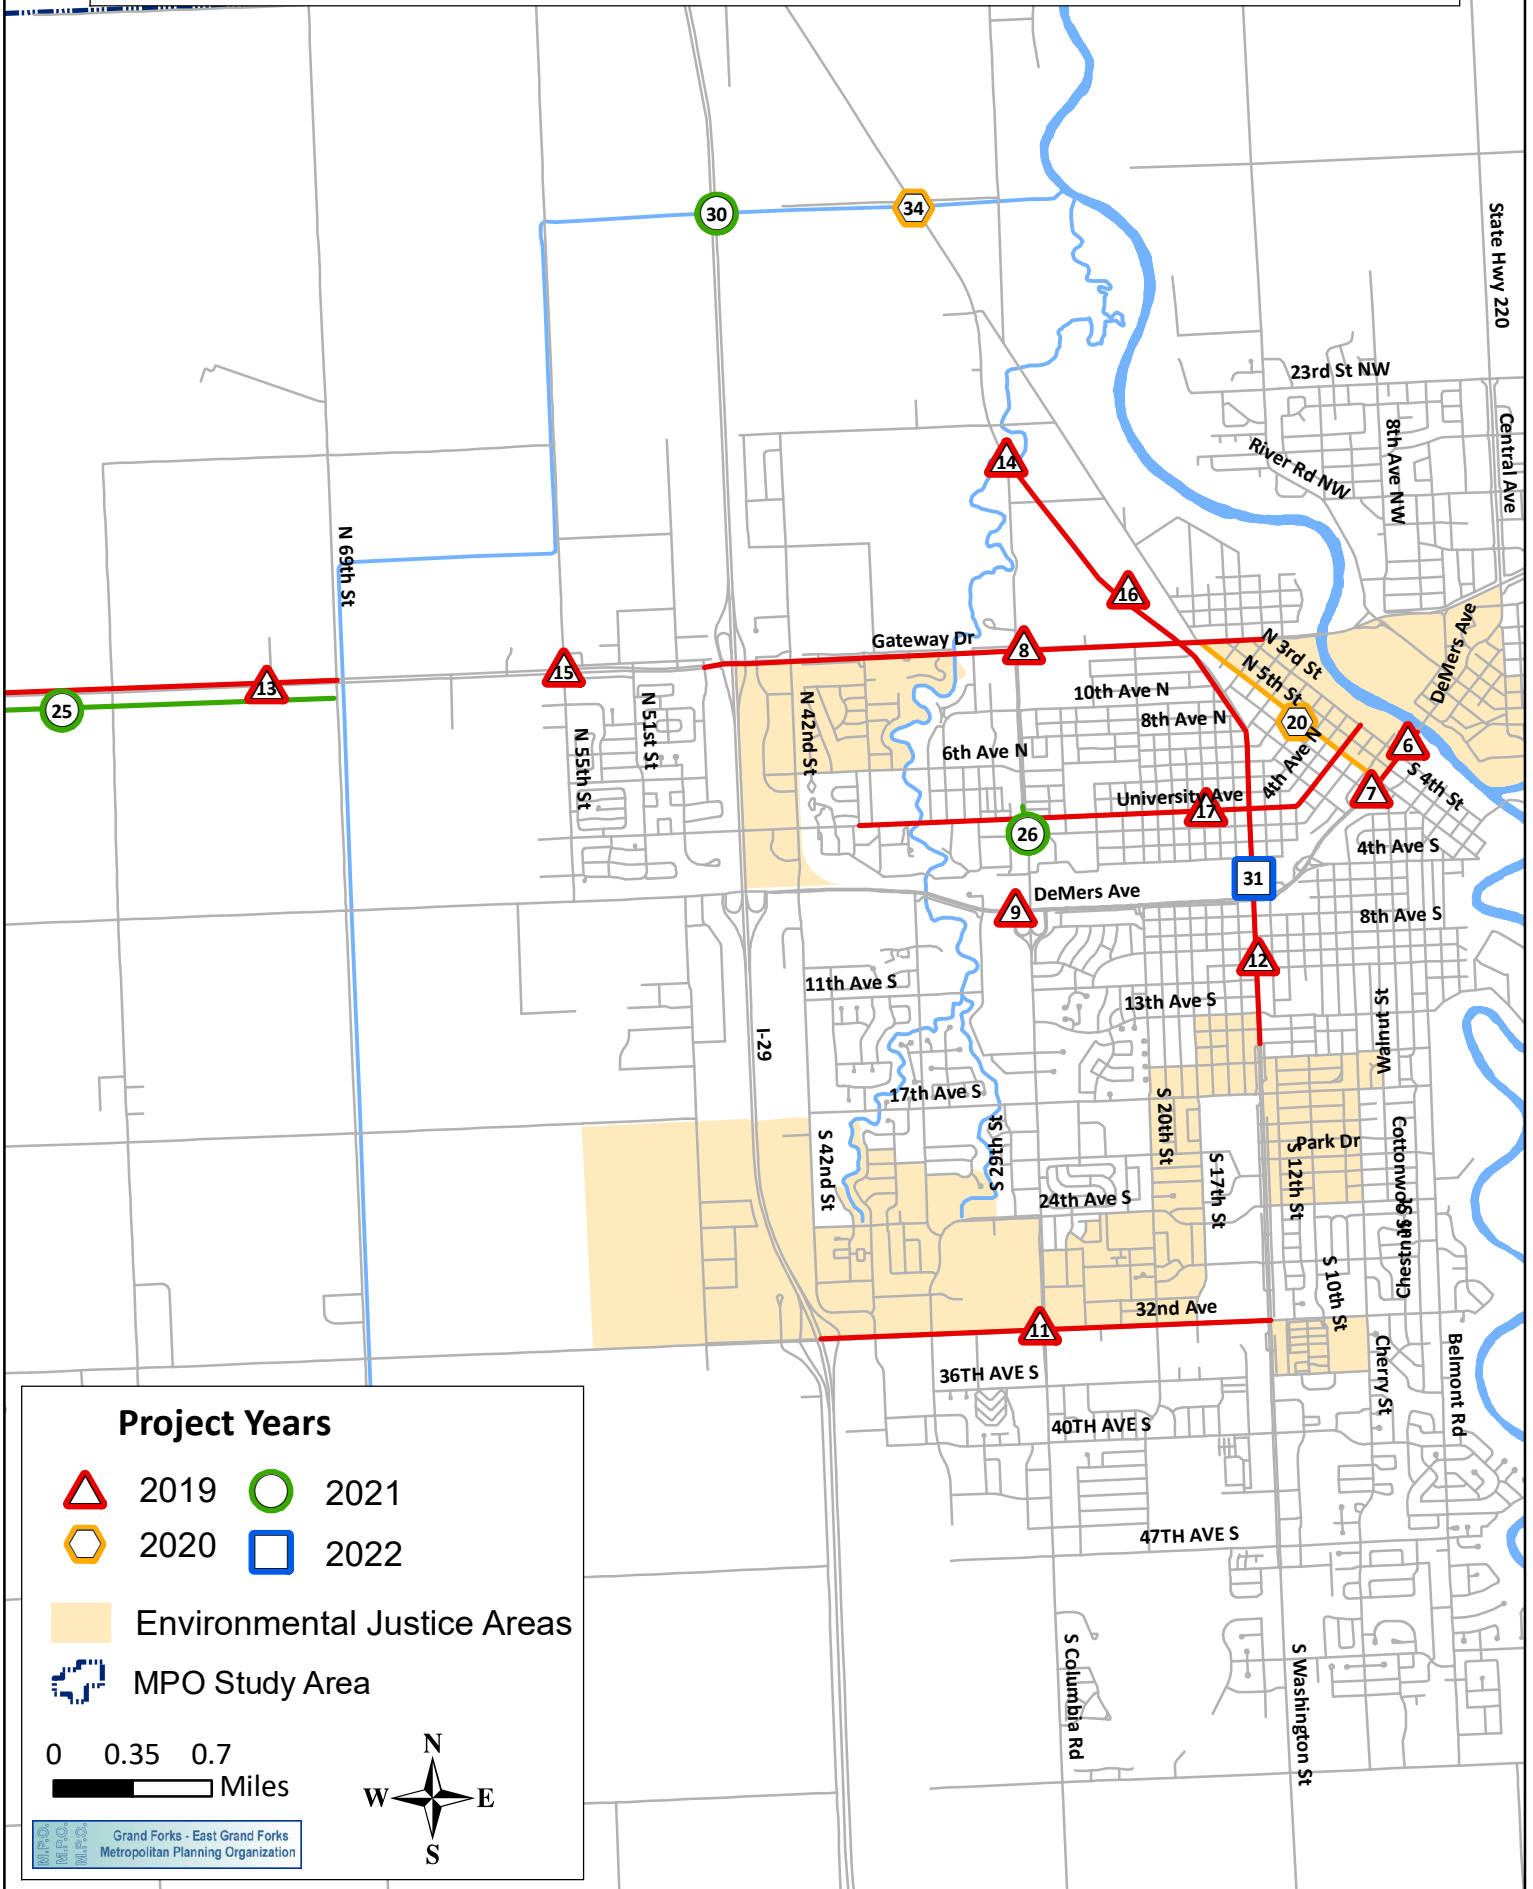 30
34
State Hwy 220
23rd St NW
8th Ave NW
Central Ave
River Rd NW
14
N 69th St
16
Gateway Dr
8
N 3rd St
DeMers Ave
15
13
25
N 5th St
10th Ave N
8th Ave N
20
N 42nd St
N 51st St
N 55th St
6th Ave N
4th Ave N
6
S 4th St
7
University Ave
17
26
4th Ave S
31
DeMers Ave
9
8th Ave S
12
11th Ave S
13th Ave S
I-29
Walnut St
17th Ave S
S 20th St
S 42nd St
S 26th St
Park Dr
S 12th St
S 17th St
Cottonwood St
24th Ave S
Chestnut St
S 10th St
32nd Ave
11
36TH AVE S
Cherry St
Belmont Rd
40TH AVE S
47TH AVE S
S Columbia Rd
S Washington St
Project Years
2019
2021
2020
2022
Environmental Justice Areas
MPO Study Area
0 0.35 0.7
Miles
N
W E
S
M.P.O.
M.P.O.
M.P.O.
Grand Forks - East Grand Forks
Metropolitan Planning Organization